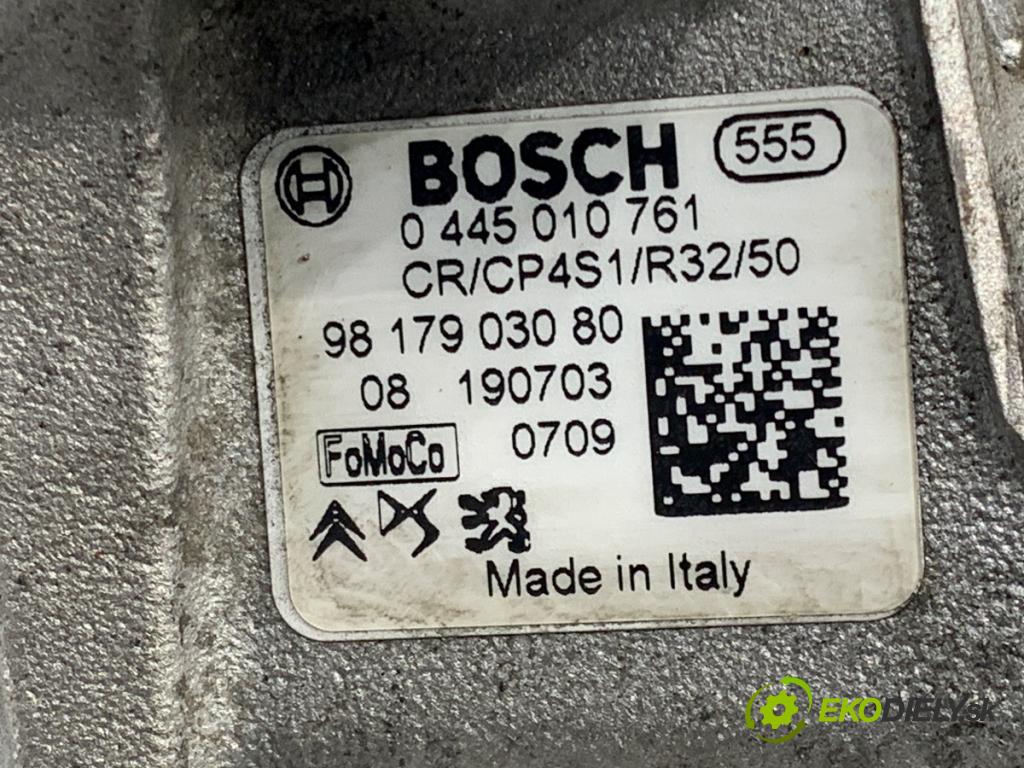 BOSCH 555
0 445 010 761
CR/CP4S1/R32/50
98 179 030 80
08 190703
FoMoCo 0709
Made in Italy
EKODIELY.sk